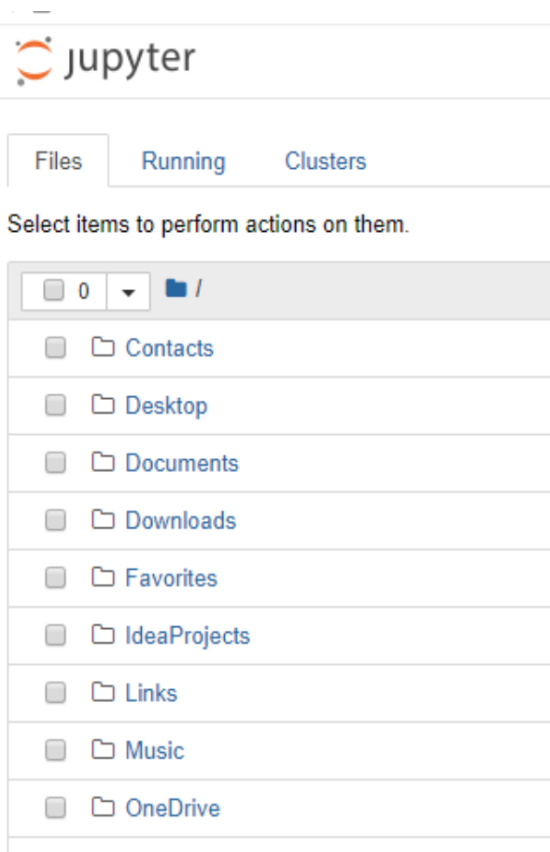 jupyter
Files Running Clusters
Select items to perform actions on them.
0 /
Contacts
Desktop
Documents
Downloads
Favorites
IdeaProjects
Links
Music
OneDrive